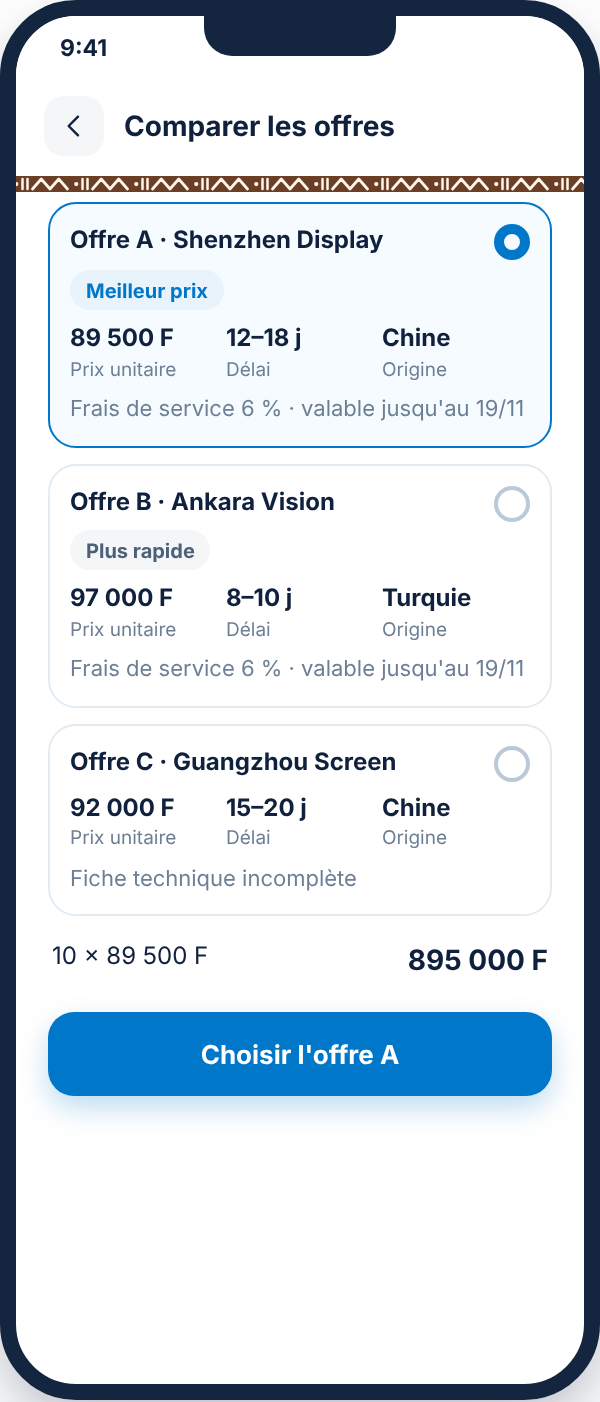 9:41
Comparer les offres
Offre A · Shenzhen Display
Meilleur prix
89 500 F 12–18 j Chine
Prix unitaire Délai Origine
Frais de service 6 % · valable jusqu'au 19/11
Offre B · Ankara Vision
Plus rapide
97 000 F 8–10 j Turquie
Prix unitaire Délai Origine
Frais de service 6 % · valable jusqu'au 19/11
Offre C · Guangzhou Screen
92 000 F 15–20 j Chine
Prix unitaire Délai Origine
Fiche technique incomplète
10 × 89 500 F 895 000 F
Choisir l'offre A